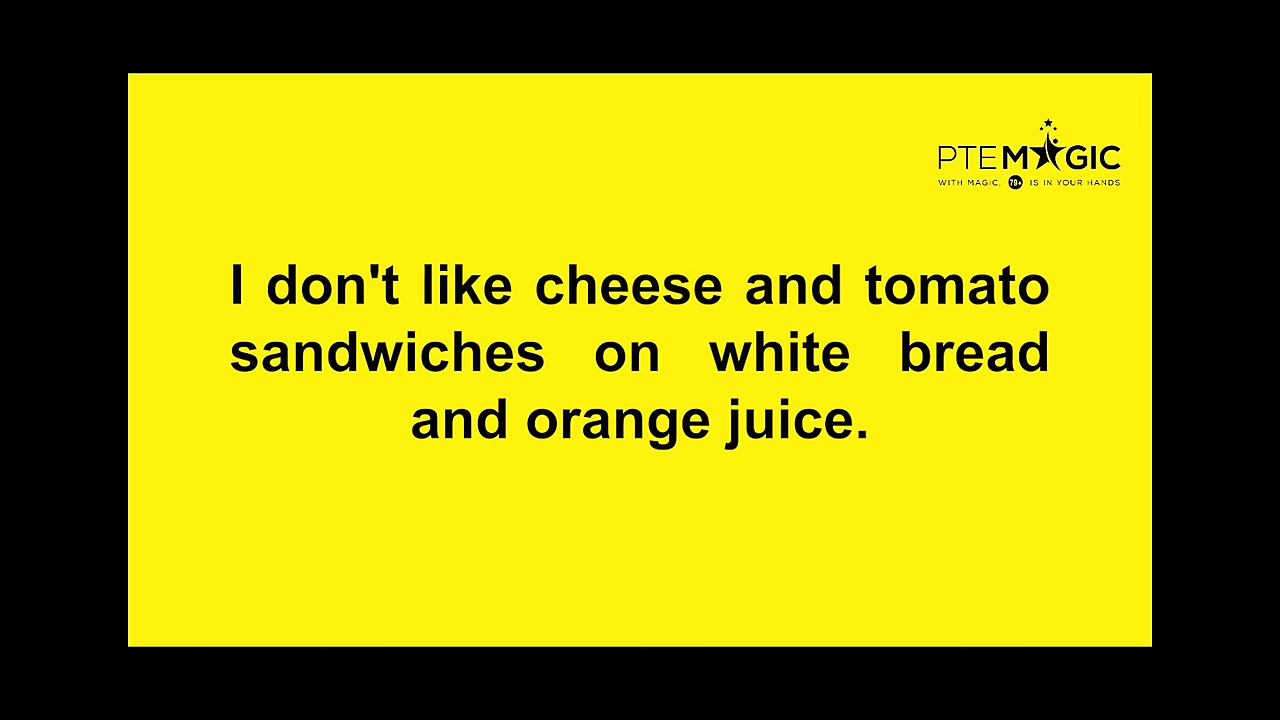 PTEMAGIC
WITH MAGIC, 79+ IS IN YOUR HANDS
I don't like cheese and tomato
sandwiches on white bread
and orange juice.